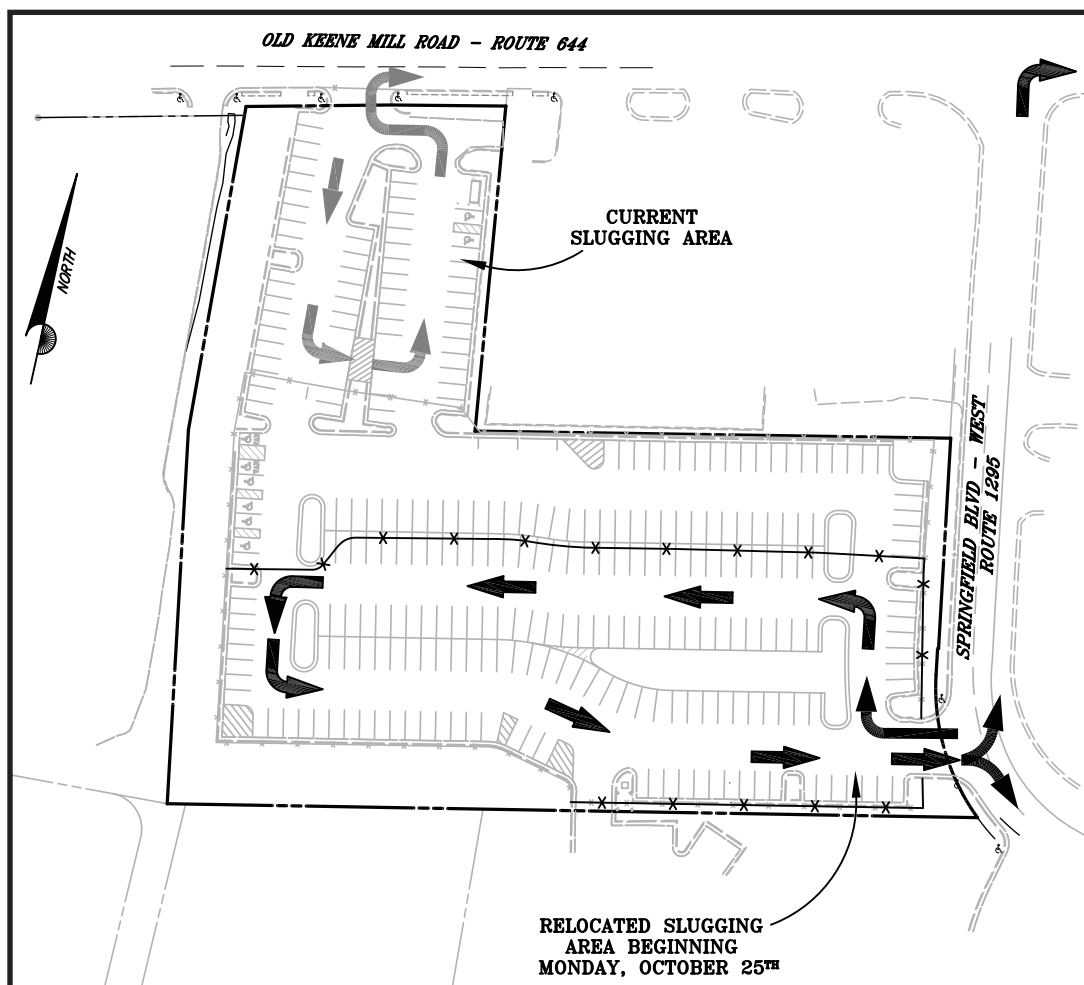 OLD KEENE MILL ROAD - ROUTE 644
CURRENT
SLUGGING AREA
NORTH
SPRINGFIELD BLVD - WEST
ROUTE 1295
RELOCATED SLUGGING
AREA BEGINNING
MONDAY, OCTOBER 25TH